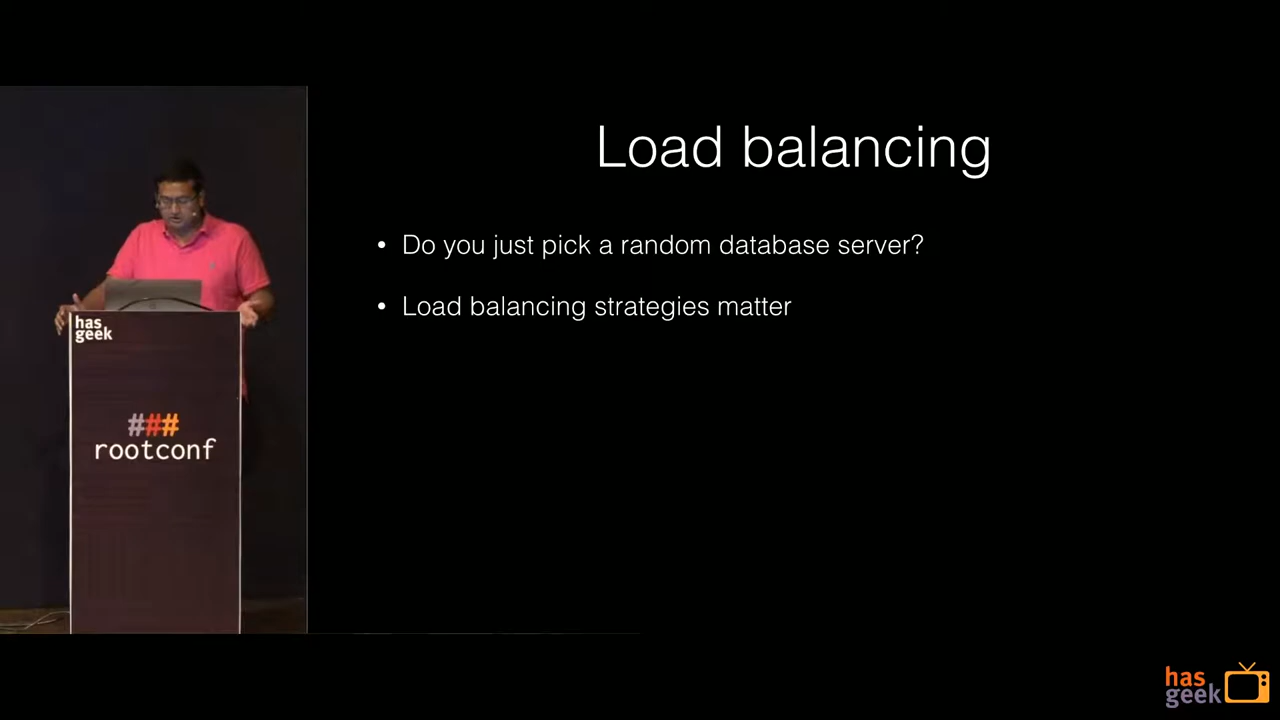 Load balancing
• Do you just pick a random database server?
• Load balancing strategies matter
has
geek
###
rootconf
has
geek